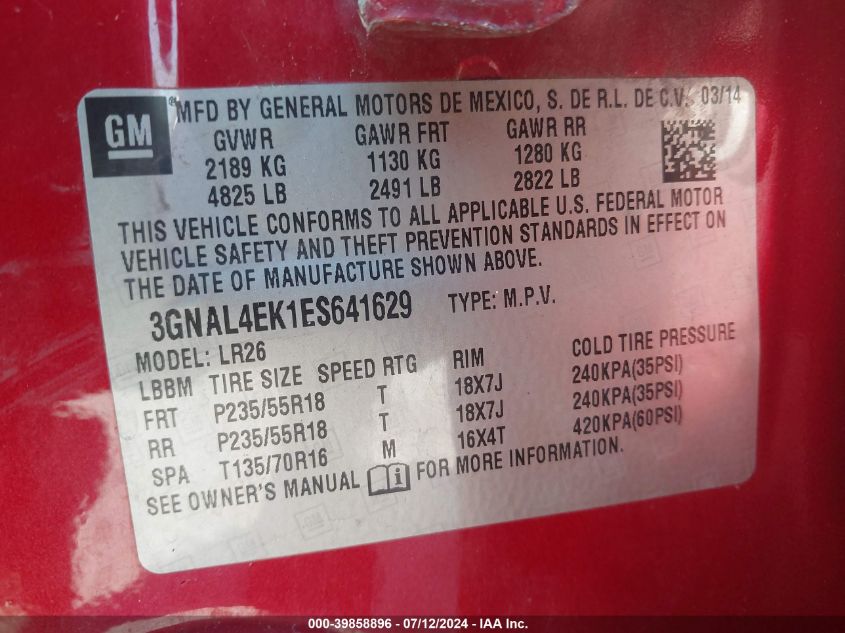 GM
® MFD BY GENERAL MOTORS DE MEXICO, S. DE R.L. DE C.V. 03/14
GVWR GAWR FRT GAWR RR
2189 KG 1130 KG 1280 KG
4825 LB 2491 LB 2822 LB
THIS VEHICLE CONFORMS TO ALL APPLICABLE U.S. FEDERAL MOTOR
VEHICLE SAFETY AND THEFT PREVENTION STANDARDS IN EFFECT ON
THE DATE OF MANUFACTURE SHOWN ABOVE.
3GNAL4EK1ES641629 TYPE: M.P.V.
MODEL: LR26
LBBM TIRE SIZE SPEED RTG RIM COLD TIRE PRESSURE
FRT P235/55R18 T 18X7J 240KPA(35PSI)
RR P235/55R18 T 18X7J 240KPA(35PSI)
SPA T135/70R16 M 16X4T 420KPA(60PSI)
SEE OWNER'S MANUAL i FOR MORE INFORMATION.
000-39858896 - 07/12/2024 - IAA Inc.